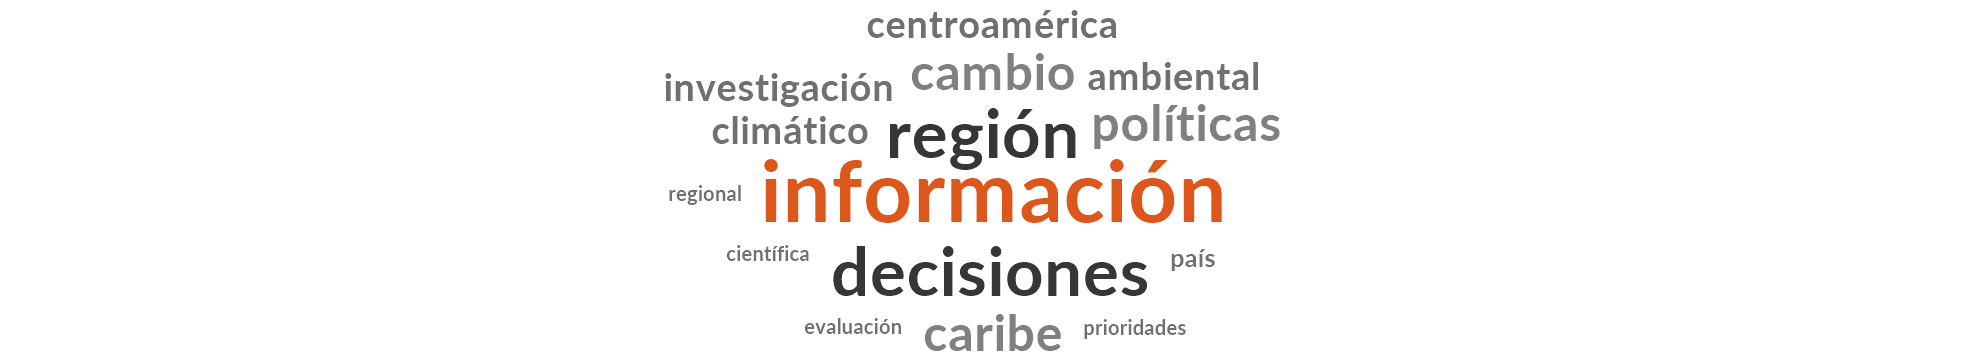 centroamérica
investigación cambio ambiental
climático región políticas
regional información
científica decisiones país
evaluación caribe prioridades